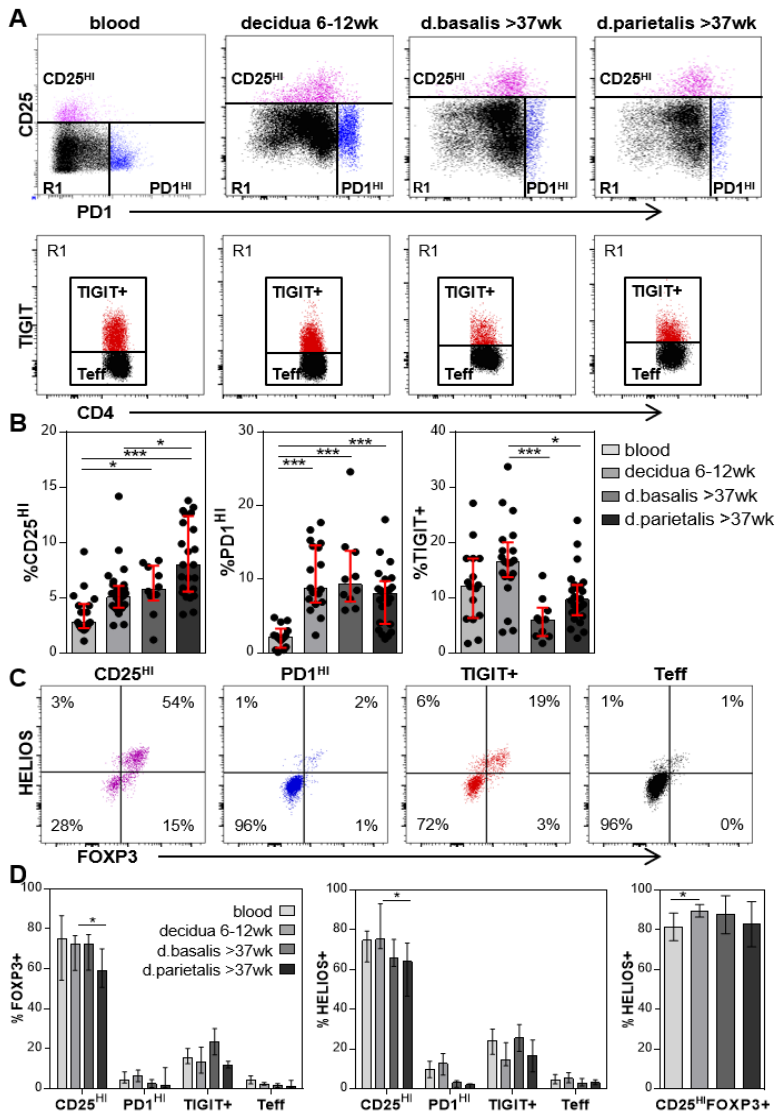 A
blood
decidua 6-12wk
d.basalis >37wk
d.parietalis >37wk
CD25
CD25HI
CD25HI
CD25HI
CD25HI
R1
PD1HI
R1
PD1HI
R1
PD1HI
R1
PD1HI
PD1
TIGIT
R1
R1
R1
R1
TIGIT+
TIGIT+
TIGIT+
TIGIT+
Teff
Teff
Teff
Teff
CD4
B
%CD25HI
20
15
10
5
0
*
***
*
%PD1HI
30
20
10
0
***
***
***
%TIGIT+
40
30
20
10
0
*
***
blood
decidua 6-12wk
d.basalis >37wk
d.parietalis >37wk
C
CD25HI
PD1HI
TIGIT+
Teff
HELIOS
3%
54%
1%
2%
6%
19%
1%
1%
28%
15%
96%
1%
72%
3%
96%
0%
FOXP3
D
% FOXP3+
100
80
60
40
20
0
*
blood
decidua 6-12wk
d.basalis >37wk
d.parietalis >37wk
CD25HI
PD1HI
TIGIT+
Teff
% HELIOS+
100
80
60
40
20
0
*
CD25HI
PD1HI
TIGIT+
Teff
% HELIOS+
100
80
60
40
20
0
*
CD25HIFOXP3+